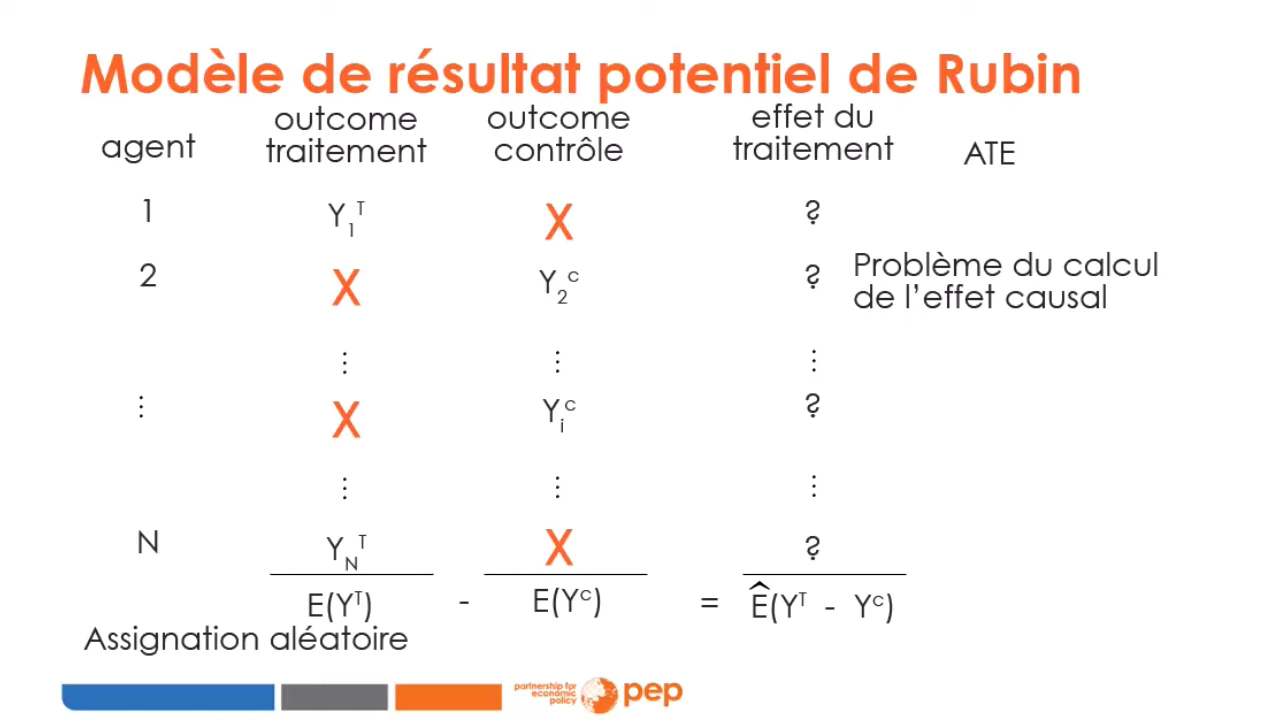 Modèle de résultat potentiel de Rubin
agent
outcome traitement
outcome contrôle
effet du traitement
ATE
1 Y₁ᵀ X ?
2 X Y₂ᶜ ?
Problème du calcul
de l’effet causal
⋮ ⋮ ⋮
⋮ X Yᵢᶜ ?
⋮ ⋮ ⋮
N Y_Nᵀ X ?
E(Yᵀ) - E(Yᶜ) = Ê(Yᵀ - Yᶜ)
Assignation aléatoire
partnership for
economic
policy
pep